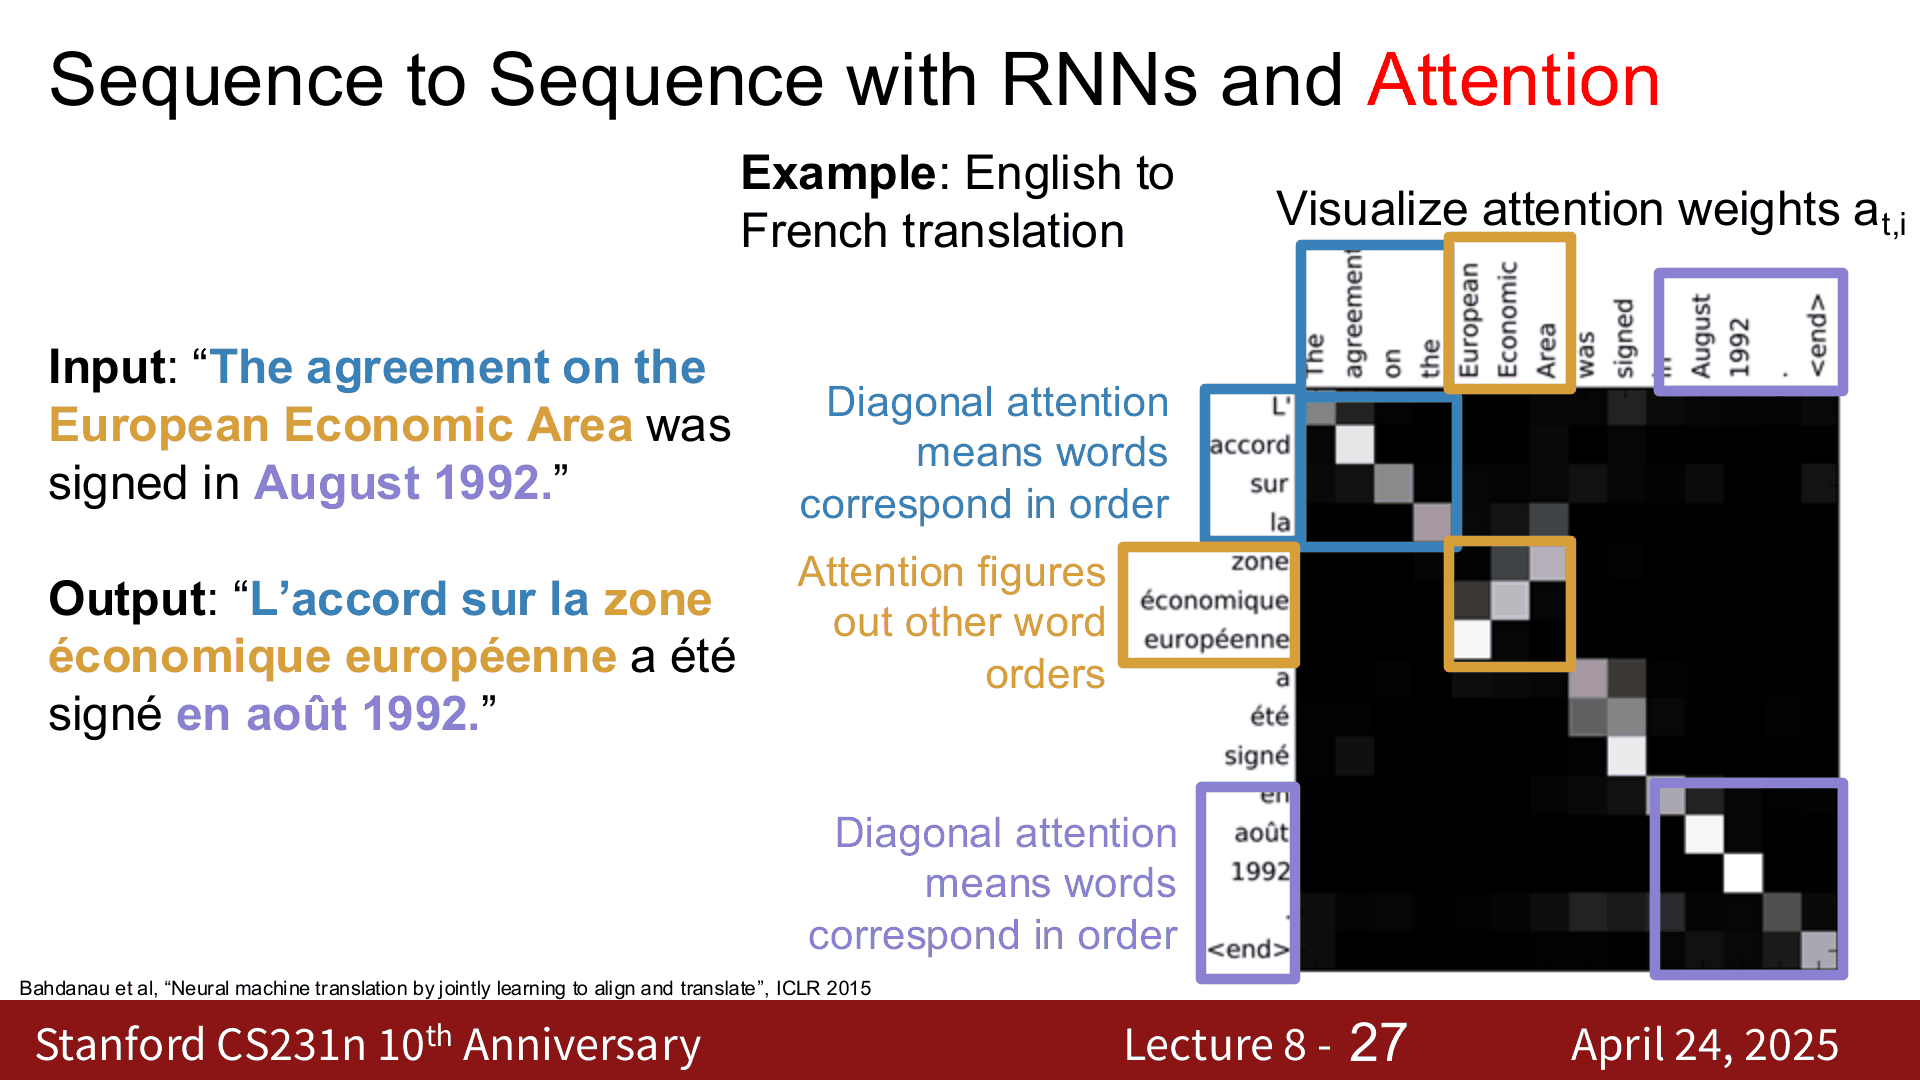 Sequence to Sequence with RNNs and Attention
Example: English to
French translation
Visualize attention weights a_t,i
Input: “The agreement on the
European Economic Area was
signed in August 1992.”
Output: “L’accord sur la zone
économique européenne a été
signé en août 1992.”
Diagonal attention
means words
correspond in order
Attention figures
out other word
orders
Diagonal attention
means words
correspond in order
The
agreement
on
the
European
Economic
Area
was
signed
in
August
1992
.
<end>
L'
accord
sur
la
zone
économique
européenne
a
été
signé
en
août
1992
.
<end>
Bahdanau et al, “Neural machine translation by jointly learning to align and translate”, ICLR 2015
Stanford CS231n 10th Anniversary
Lecture 8 - 27
April 24, 2025